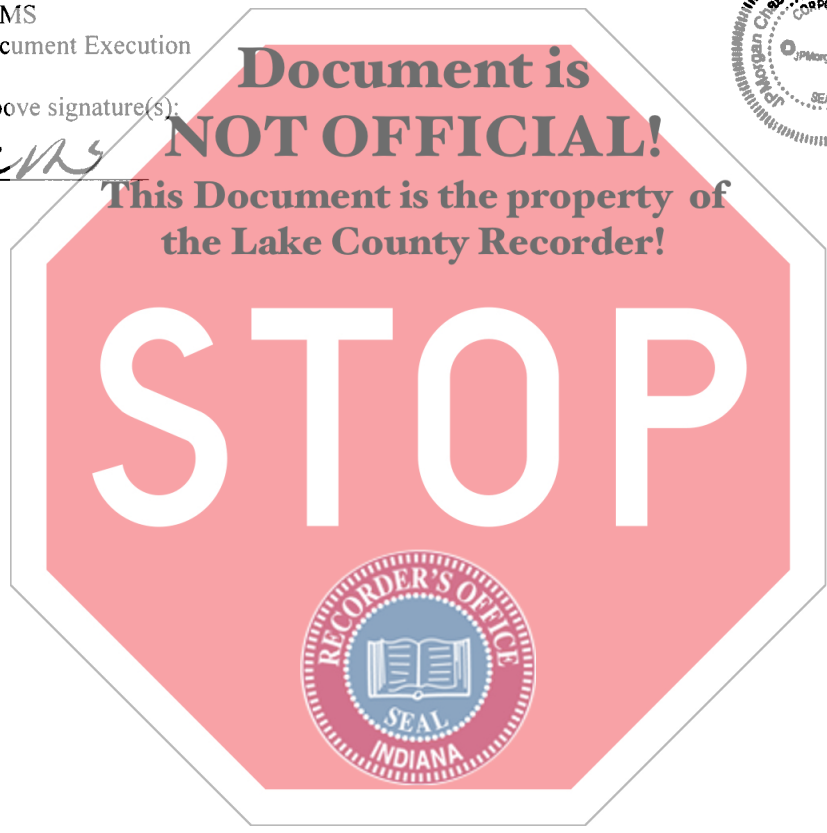 MS
cument Execution
ove signature(s):
Document is
NOT OFFICIAL!
This Document is the property of
the Lake County Recorder!
STOP
RECORDER'S OFFICE
SEAL
INDIANA